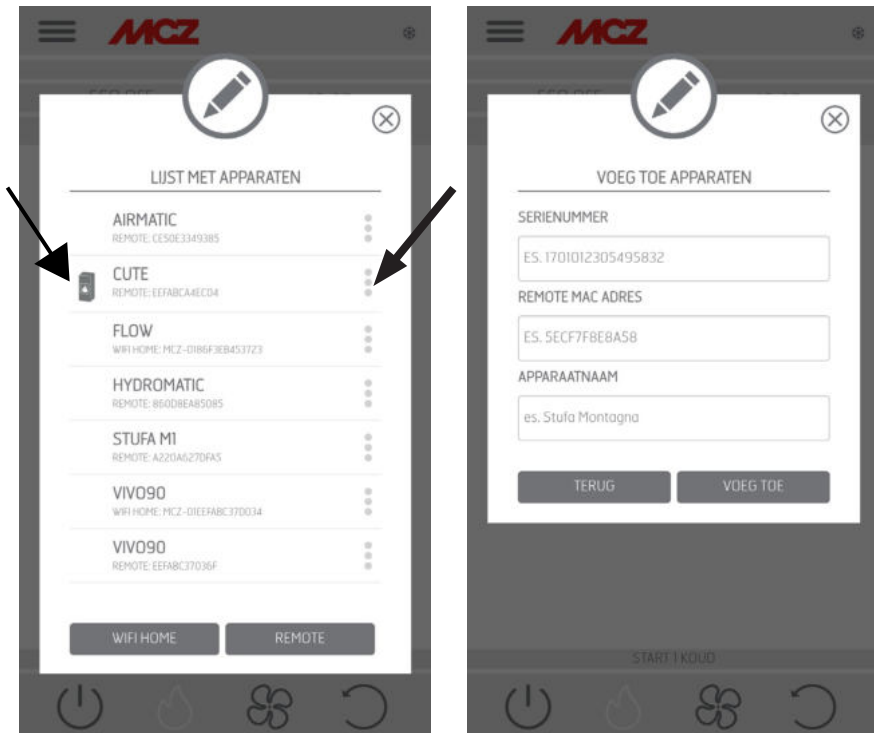 MCZ
LIJST MET APPARATEN
AIRMATIC
REMOTE: CE50E3349385
CUTE
REMOTE: EEFABCA4EC04
FLOW
WIFI HOME: MCZ-0186F3EB453723
HYDROMATIC
REMOTE: 860D8EA85085
STUFA M1
REMOTE: A220A627DFA5
VIVO90
WIFI HOME: MCZ-01EEFABC37D034
VIVO90
REMOTE: EEFABC37036F
WIFI HOME
REMOTE
MCZ
VOEG TOE APPARATEN
SERIENUMMER
ES. 1701012305495832
REMOTE MAC ADRES
ES. 5ECF7F8E8A58
APPARAATNAAM
es. Stufa Montagna
TERUG
VOEG TOE
START 1 KOUD